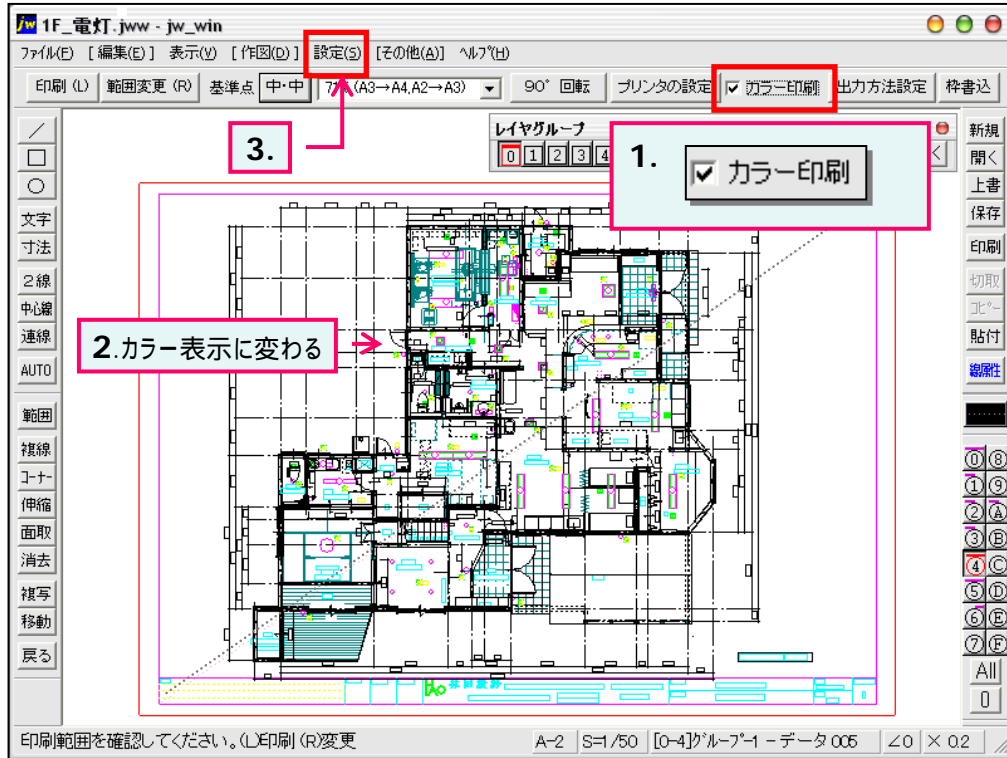 1F_電灯.jww - jw_win
ファイル(F) [編集(E)] 表示(V) [作図(D)] 設定(S) [その他(A)] ヘルプ(H)
印刷 (L) 範囲変更 (R) 基準点 中・中 (A3→A4,A2→A3) 90° 回転 プリンタの設定 カラー印刷 出力方法設定 枠書込
3.
レイヤグループ
0 1 2 3 4
1.
カラー印刷
2.カラー表示に変わる
／
□
○
文字
寸法
２線
中心線
連線
AUTO
範囲
複線
コーナー
伸縮
面取
消去
複写
移動
戻る
新規
開く
上書
保存
印刷
切取
コピー
貼付
線属性
0 8
1 9
2 A
3 B
4 C
5 D
6 E
7 F
All
0
印刷範囲を確認してください。(L)印刷 (R)変更
A-2 S=1/50 [0-4]グループ-1 - データ 005 ∠0 × 0.2